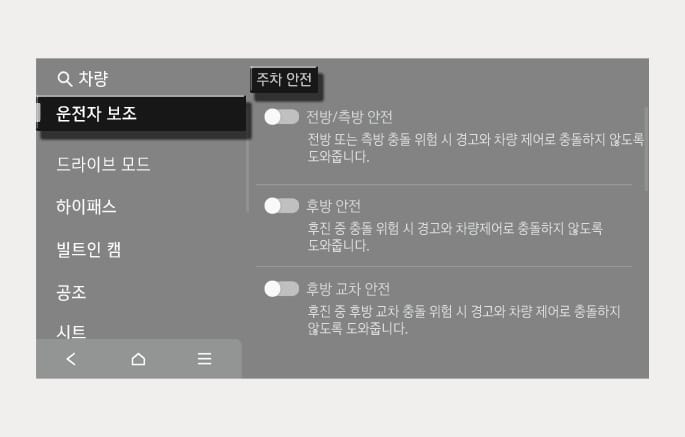 차량
운전자 보조
드라이브 모드
하이패스
빌트인 캠
공조
시트
주차 안전
전방/측방 안전
전방 또는 측방 충돌 위험 시 경고와 차량 제어로 충돌하지 않도록
도와줍니다.
후방 안전
후진 중 충돌 위험 시 경고와 차량제어로 충돌하지 않도록
도와줍니다.
후방 교차 안전
후진 중 후방 교차 충돌 위험 시 경고와 차량 제어로 충돌하지
않도록 도와줍니다.